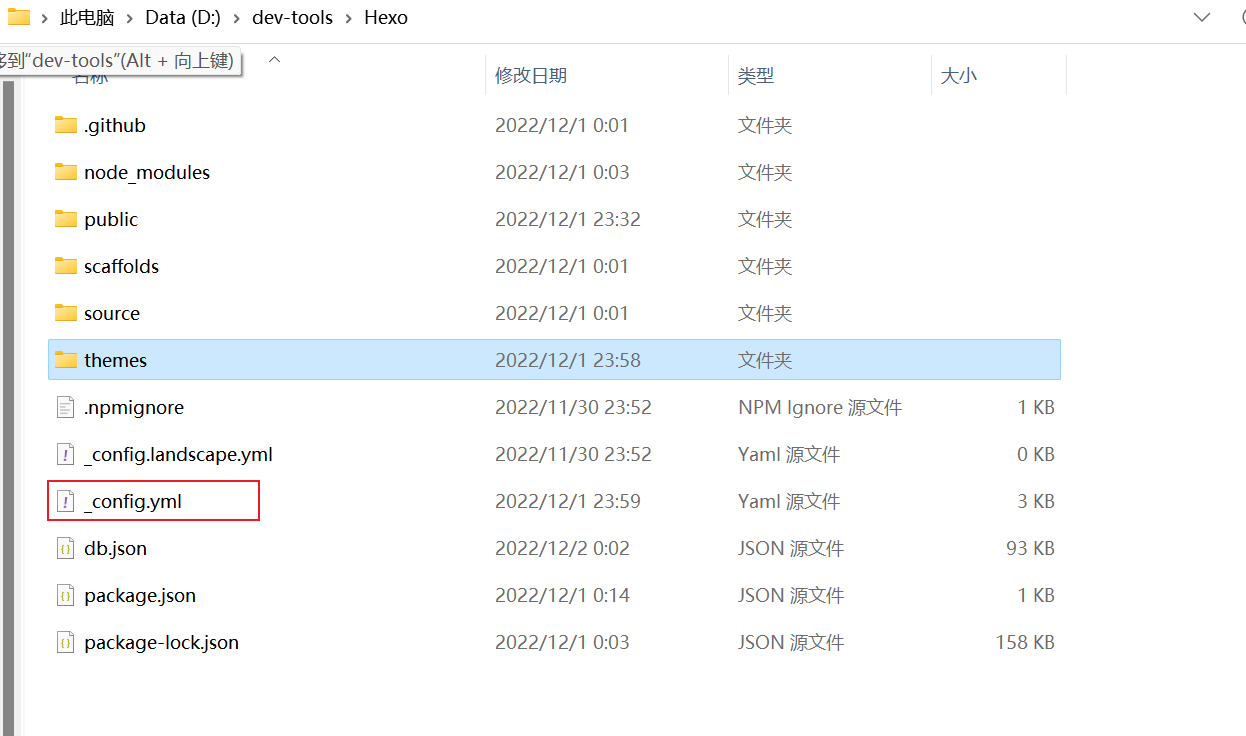 此电脑 › Data (D:) › dev-tools › Hexo
移到“dev-tools”(Alt + 向上键)
名称 修改日期 类型 大小
.github 2022/12/1 0:01 文件夹
node_modules 2022/12/1 0:03 文件夹
public 2022/12/1 23:32 文件夹
scaffolds 2022/12/1 0:01 文件夹
source 2022/12/1 0:01 文件夹
themes 2022/12/1 23:58 文件夹
.npmignore 2022/11/30 23:52 NPM Ignore 源文件 1 KB
_config.landscape.yml 2022/11/30 23:52 Yaml 源文件 0 KB
_config.yml 2022/12/1 23:59 Yaml 源文件 3 KB
db.json 2022/12/2 0:02 JSON 源文件 93 KB
package.json 2022/12/1 0:14 JSON 源文件 1 KB
package-lock.json 2022/12/1 0:03 JSON 源文件 158 KB